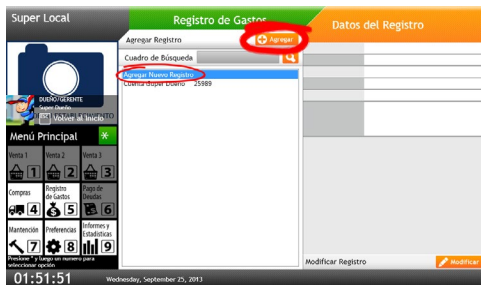 Super Local
Registro de Gastos
Datos del Registro
Agregar Registro
Agregar
Cuadro de Búsqueda
Agregar Nuevo Registro
Cuenta Super Dueño 25989
DUEÑO/GERENTE
Super Dueño
Volver al Inicio
Menú Principal *
Venta 1 Venta 2 Venta 3
1 2 3
Compras Registro de Gastos Pago de Deudas
4 5 6
Mantención Preferencias Informes y Estadísticas
7 8 9
Presione * y luego un numero para
seleccionar opción
Modificar Registro
Modificar
01:51:51
Wednesday, September 25, 2013